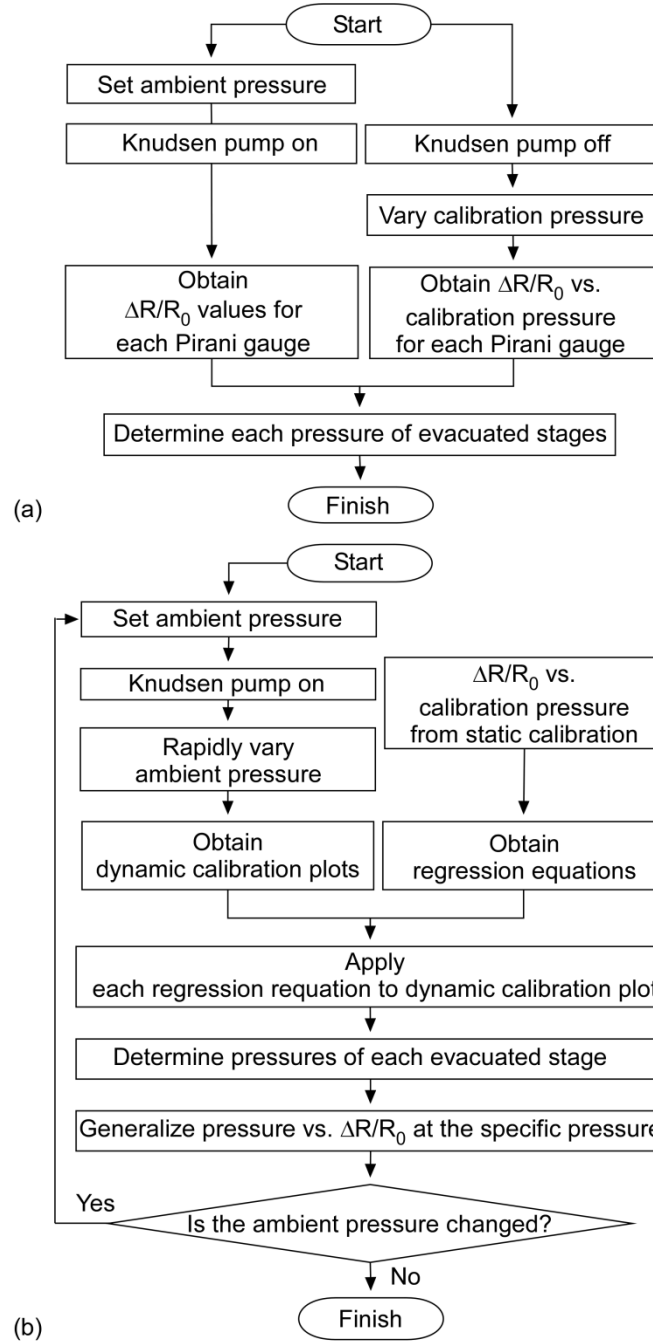 Start
Set ambient pressure
Knudsen pump on
Knudsen pump off
Vary calibration pressure
Obtain
ΔR/R₀ values for
each Pirani gauge
Obtain ΔR/R₀ vs.
calibration pressure
for each Pirani gauge
Determine each pressure of evacuated stages
Finish
(a)
Start
Set ambient pressure
Knudsen pump on
Rapidly vary
ambient pressure
Obtain
dynamic calibration plots
ΔR/R₀ vs.
calibration pressure
from static calibration
Obtain
regression equations
Apply
each regression requation to dynamic calibration plot
Determine pressures of each evacuated stage
Generalize pressure vs. ΔR/R₀ at the specific pressure
Is the ambient pressure changed?
Yes
No
Finish
(b)